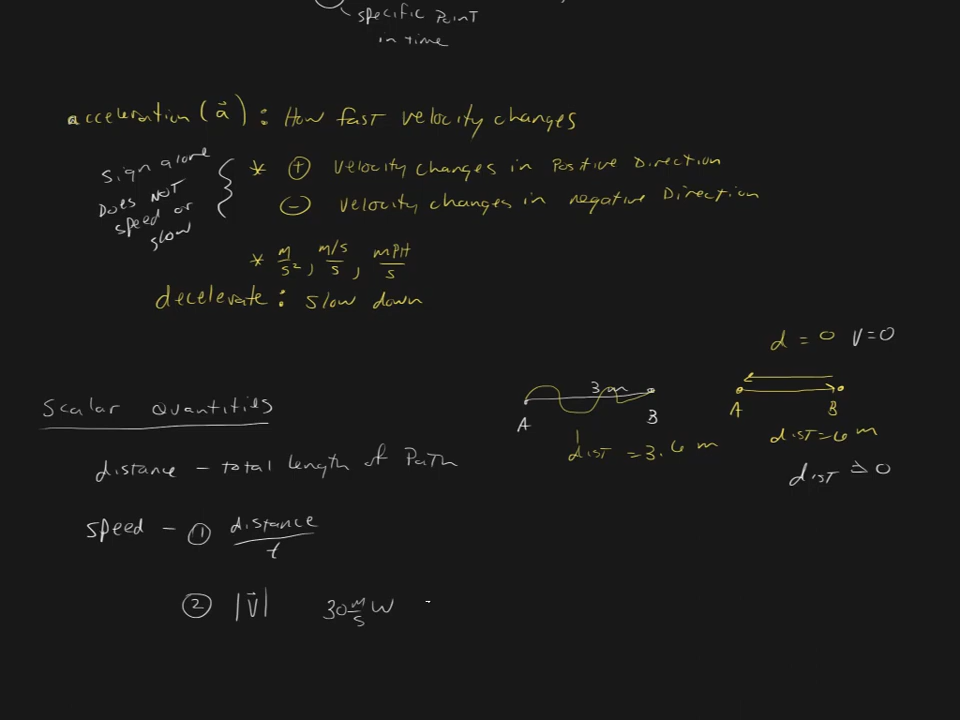 specific point
in time
acceleration (a⃗) : How fast velocity changes
sign alone
Does NOT
speed or
slow
* ⊕ velocity changes in Positive Direction
⊖ velocity changes in negative Direction
* m/s², m/s/s, mPH/s
decelerate : slow down
d = 0 V = 0
Scalar Quantities
3 m
A B
A B
dist = 3.6 m
dist = 6 m
dist ≥ 0
distance – total length of Path
speed – ① distance/t
② |V⃗| 30 m/s W